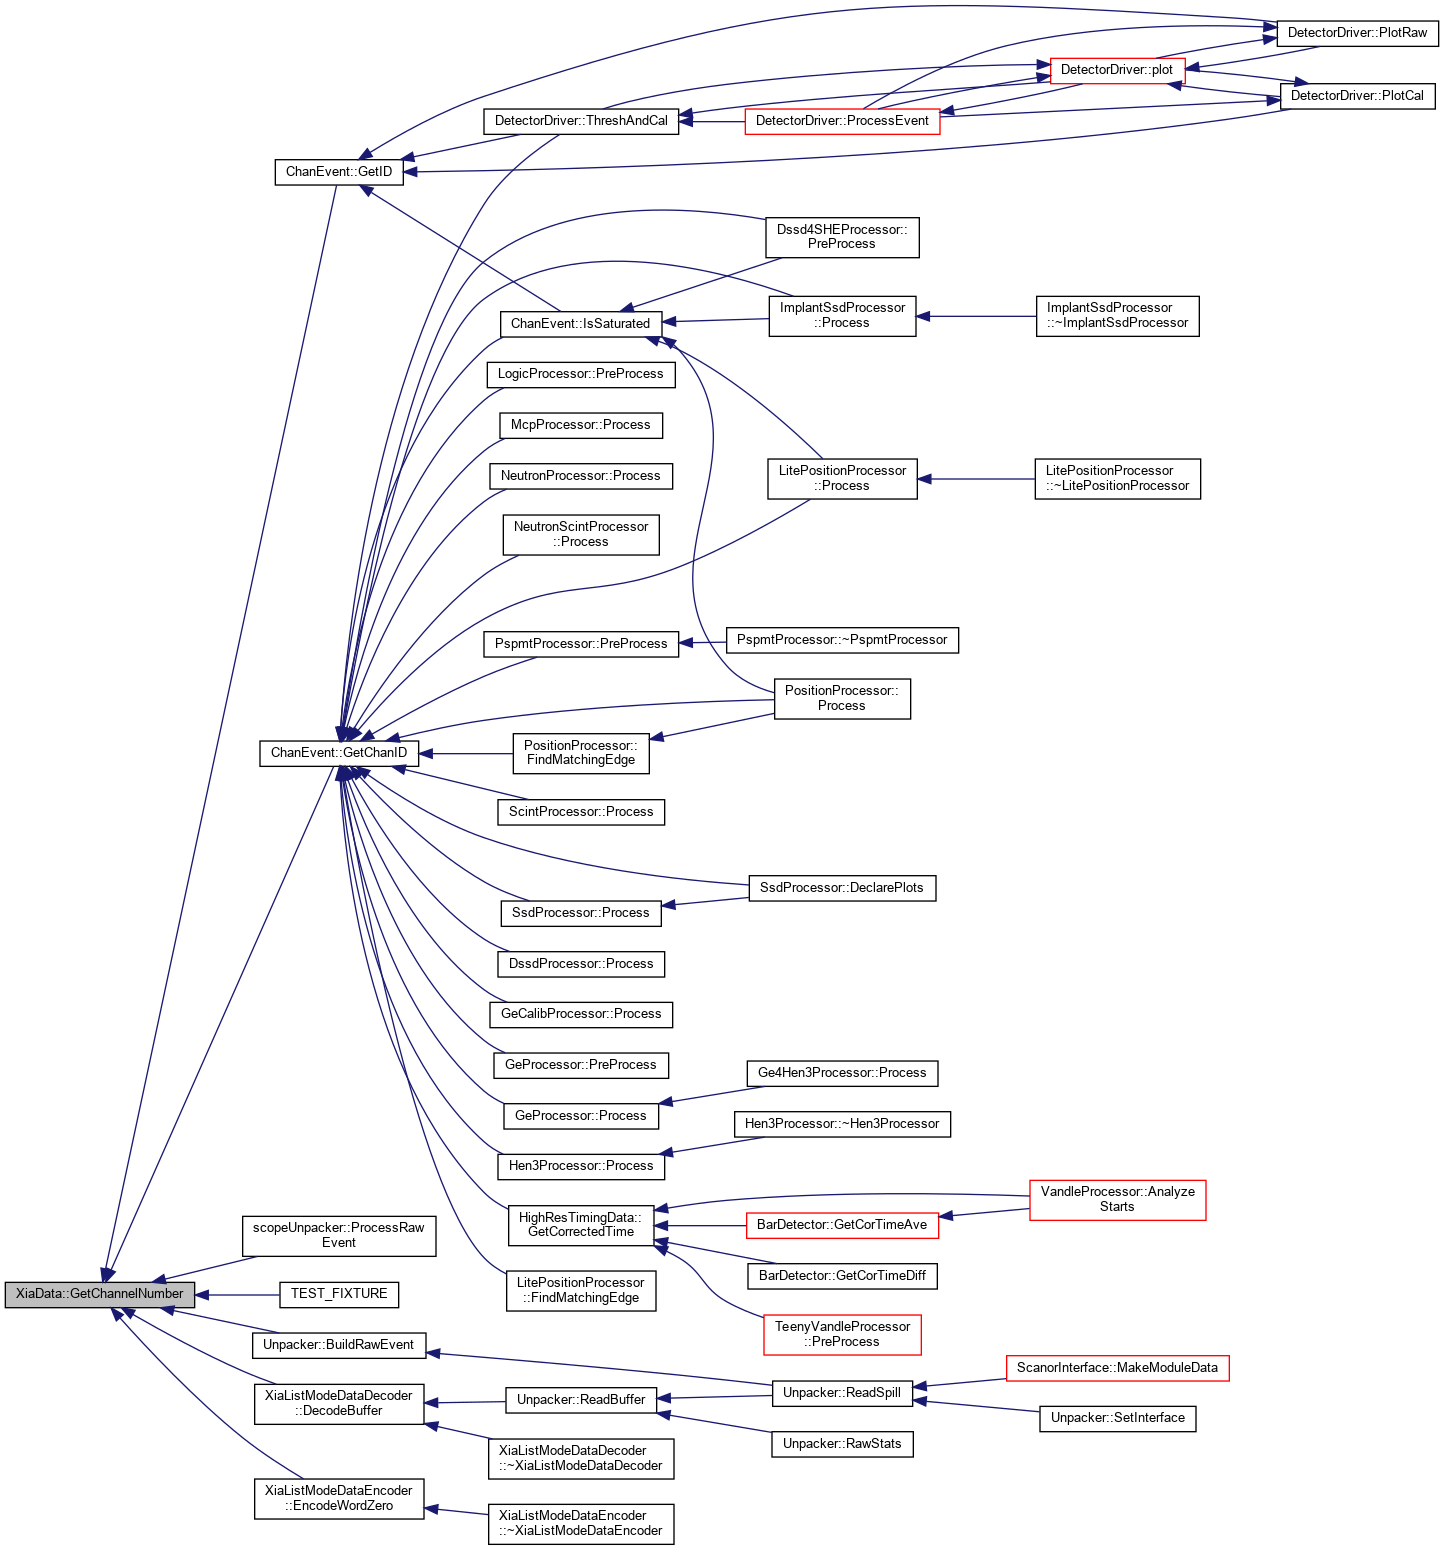 DetectorDriver::PlotRaw
DetectorDriver::plot
DetectorDriver::PlotCal
DetectorDriver::ThreshAndCal
DetectorDriver::ProcessEvent
ChanEvent::GetID
Dssd4SHEProcessor::
PreProcess
ImplantSsdProcessor
::Process
ImplantSsdProcessor
::~ImplantSsdProcessor
ChanEvent::IsSaturated
LogicProcessor::PreProcess
McpProcessor::Process
LitePositionProcessor
::Process
LitePositionProcessor
::~LitePositionProcessor
NeutronProcessor::Process
NeutronScintProcessor
::Process
PspmtProcessor::PreProcess
PspmtProcessor::~PspmtProcessor
PositionProcessor::
Process
ChanEvent::GetChanID
PositionProcessor::
FindMatchingEdge
ScintProcessor::Process
SsdProcessor::DeclarePlots
SsdProcessor::Process
DssdProcessor::Process
GeCalibProcessor::Process
GeProcessor::PreProcess
Ge4Hen3Processor::Process
GeProcessor::Process
Hen3Processor::~Hen3Processor
Hen3Processor::Process
VandleProcessor::Analyze
Starts
HighResTimingData::
GetCorrectedTime
BarDetector::GetCorTimeAve
scopeUnpacker::ProcessRaw
Event
BarDetector::GetCorTimeDiff
XiaData::GetChannelNumber
TEST_FIXTURE
LitePositionProcessor
::FindMatchingEdge
TeenyVandleProcessor
::PreProcess
Unpacker::BuildRawEvent
ScanorInterface::MakeModuleData
XiaListModeDataDecoder
::DecodeBuffer
Unpacker::ReadBuffer
Unpacker::ReadSpill
Unpacker::SetInterface
Unpacker::RawStats
XiaListModeDataDecoder
::~XiaListModeDataDecoder
XiaListModeDataEncoder
::EncodeWordZero
XiaListModeDataEncoder
::~XiaListModeDataEncoder